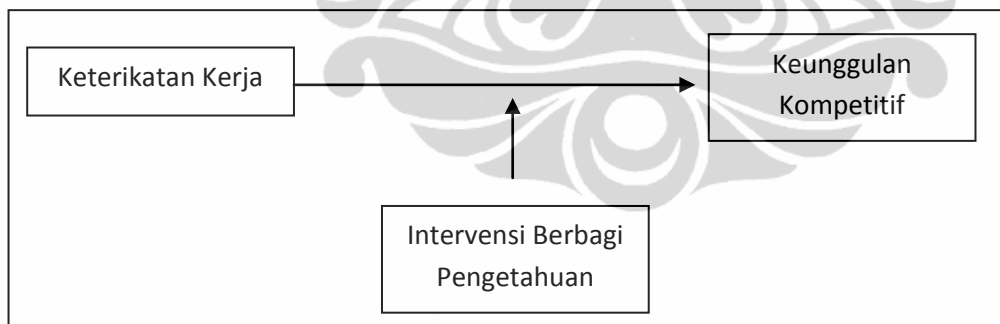 Keterikatan Kerja
Keunggulan
Kompetitif
Intervensi Berbagi
Pengetahuan